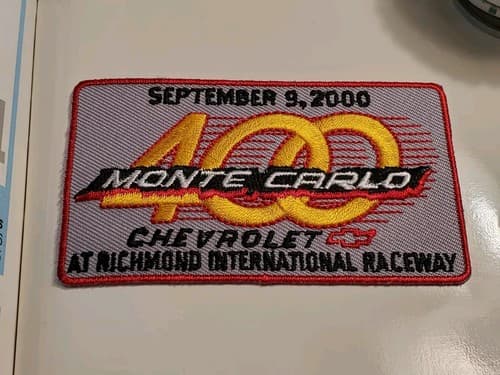 SEPTEMBER 9, 2000
400
MONTE CARLO
CHEVROLET
AT RICHMOND INTERNATIONAL RACEWAY